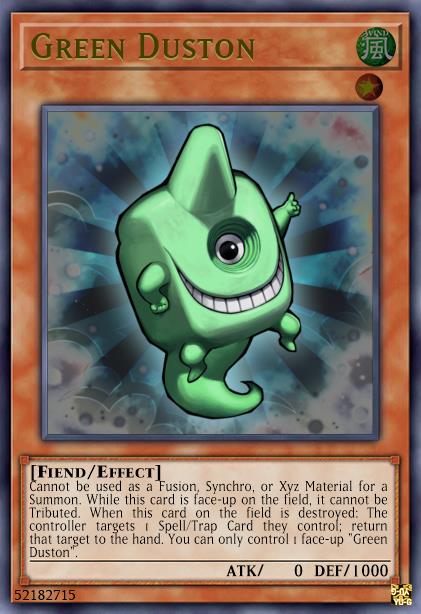 GREEN DUSTON
WIND
風
[FIEND/EFFECT]
Cannot be used as a Fusion, Synchro, or Xyz Material for a
Summon. While this card is face-up on the field, it cannot be
Tributed. When this card on the field is destroyed: The
controller targets 1 Spell/Trap Card they control; return
that target to the hand. You can only control 1 face-up "Green
Duston".
ATK/ 0 DEF/1000
52182715